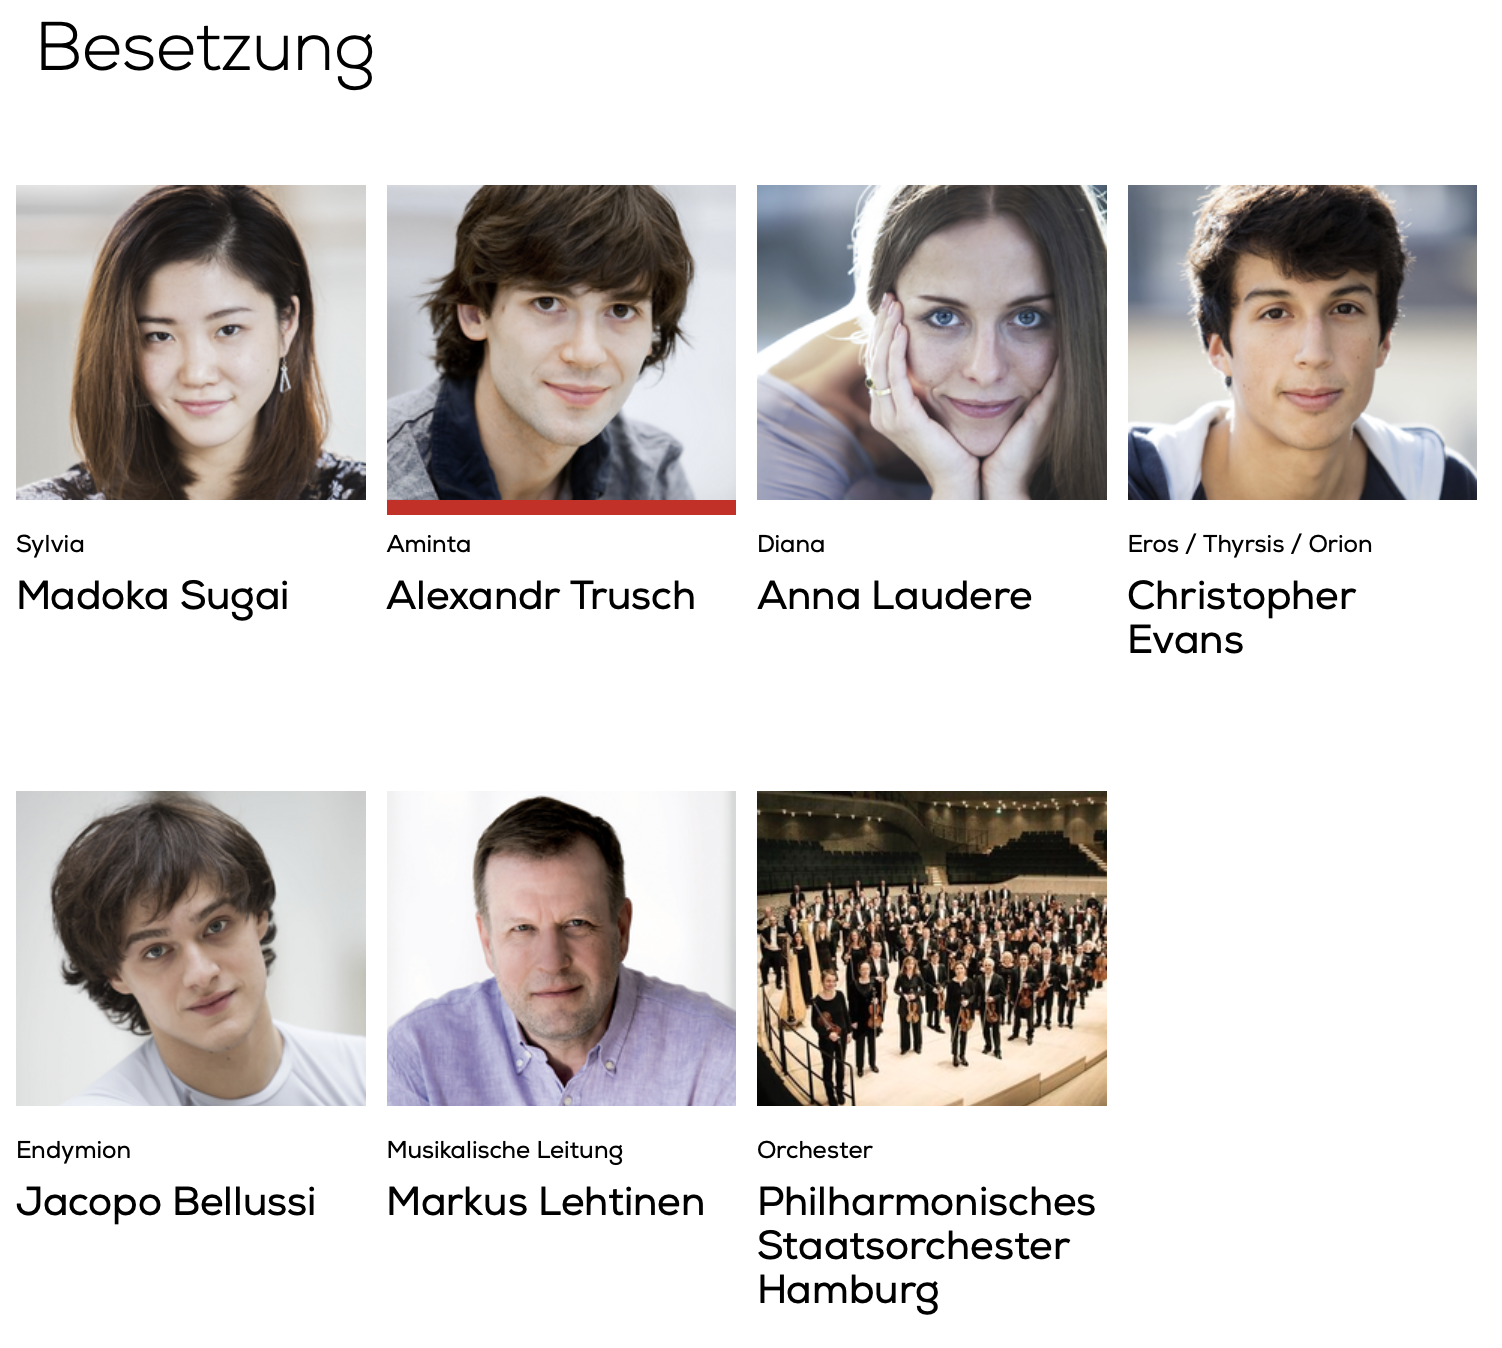 Besetzung
Sylvia
Madoka Sugai
Aminta
Alexandr Trusch
Diana
Anna Laudere
Eros / Thyrsis / Orion
Christopher
Evans
Endymion
Jacopo Bellussi
Musikalische Leitung
Markus Lehtinen
Orchester
Philharmonisches
Staatsorchester
Hamburg